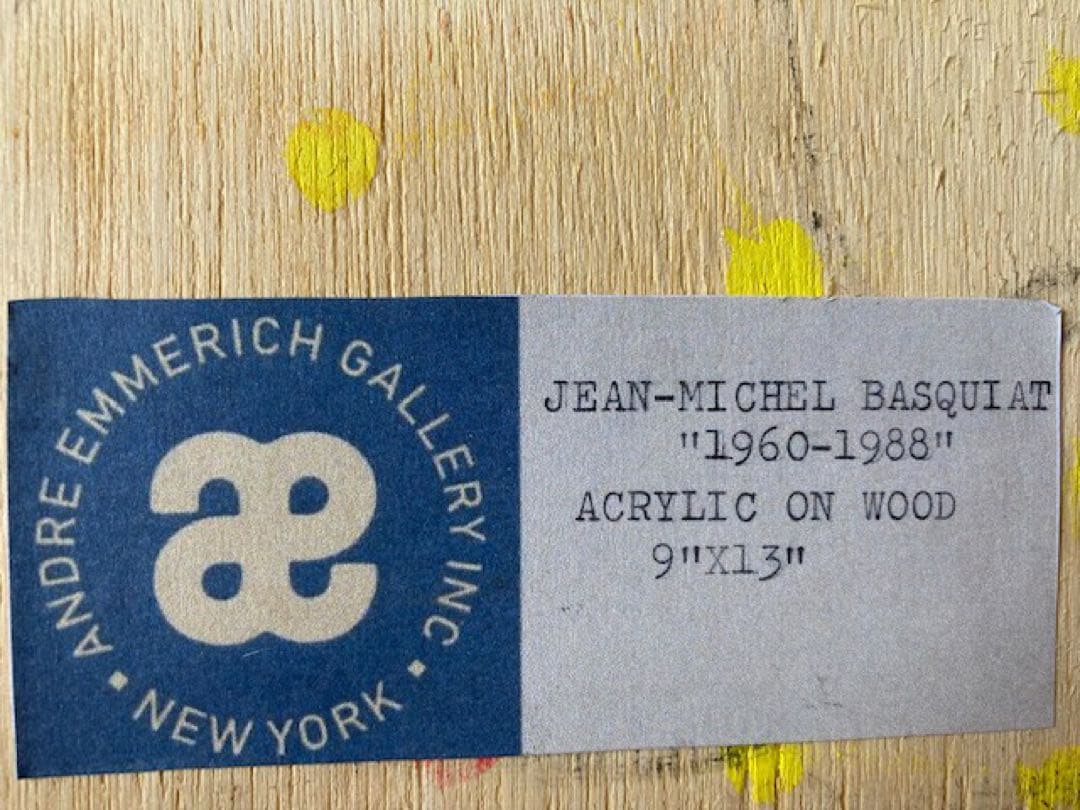 ANDRE EMMERICH GALLERY INC
æ
• NEW YORK •
JEAN-MICHEL BASQUIAT
"1960-1988"
ACRYLIC ON WOOD
9"X13"